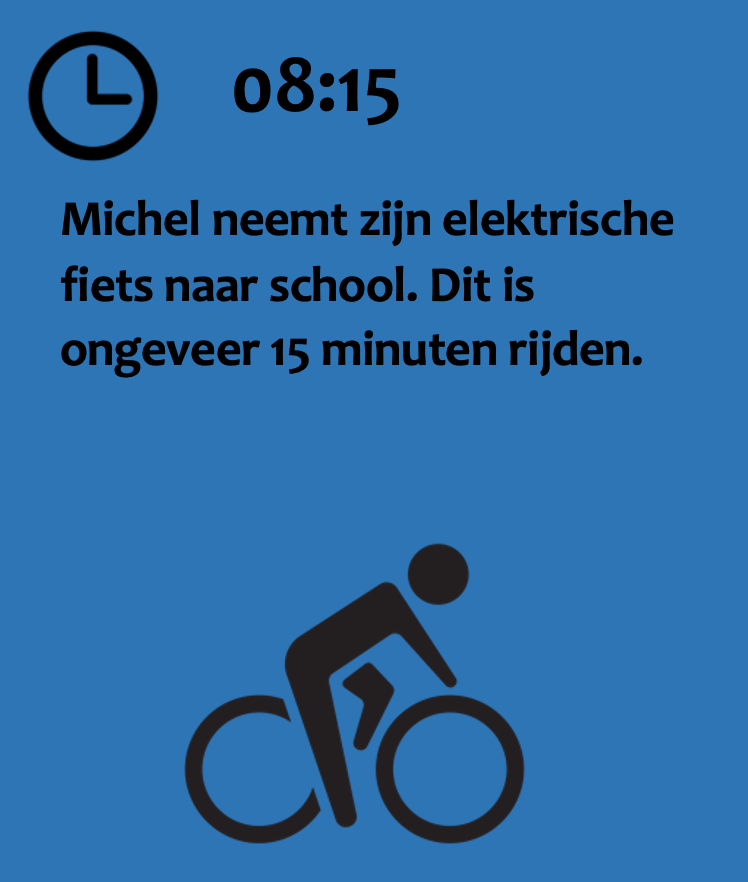 08:15
Michel neemt zijn elektrische
fiets naar school. Dit is
ongeveer 15 minuten rijden.